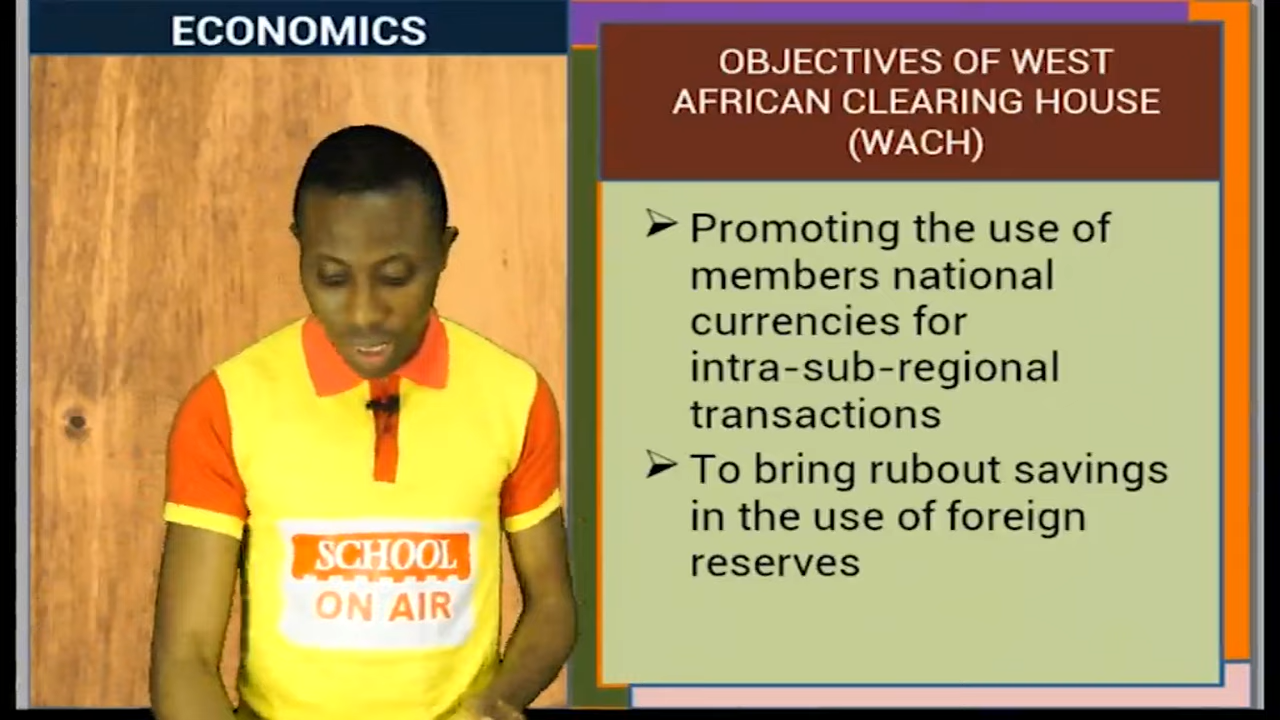 ECONOMICS
OBJECTIVES OF WEST
AFRICAN CLEARING HOUSE
(WACH)
Promoting the use of
members national
currencies for
intra-sub-regional
transactions
To bring rubout savings
in the use of foreign
reserves
SCHOOL
ON AIR